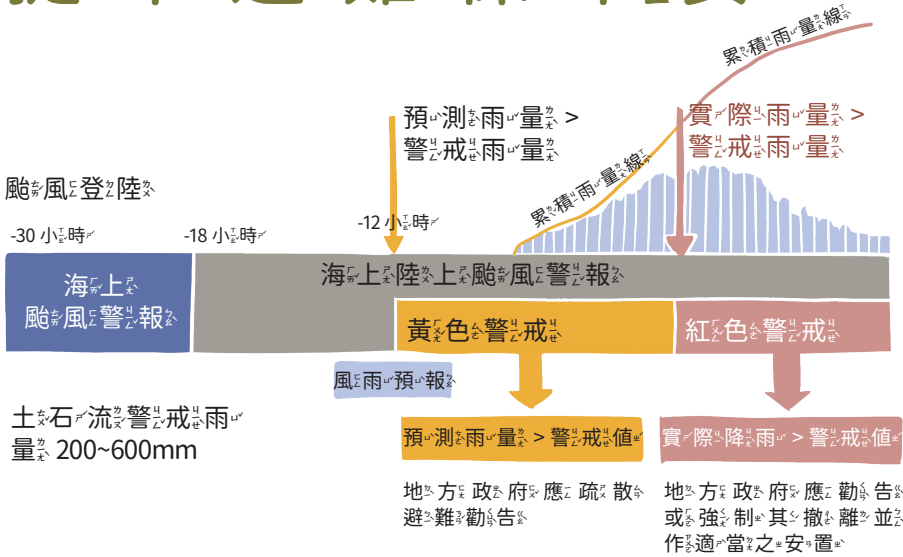 累積雨量線
預測雨量 >
警戒雨量
實際雨量 >
警戒雨量
累積雨量線
颱風登陸
-30 小時
-18 小時
-12 小時
海上陸上颱風警報
海上
颱風警報
黃色警戒
紅色警戒
風雨預報
土石流警戒雨
量 200~600mm
預測雨量 > 警戒值
實際降雨 > 警戒值
地方政府應疏散
避難勸告
地方政府應勸告
或強制其撤離並
作適當之安置